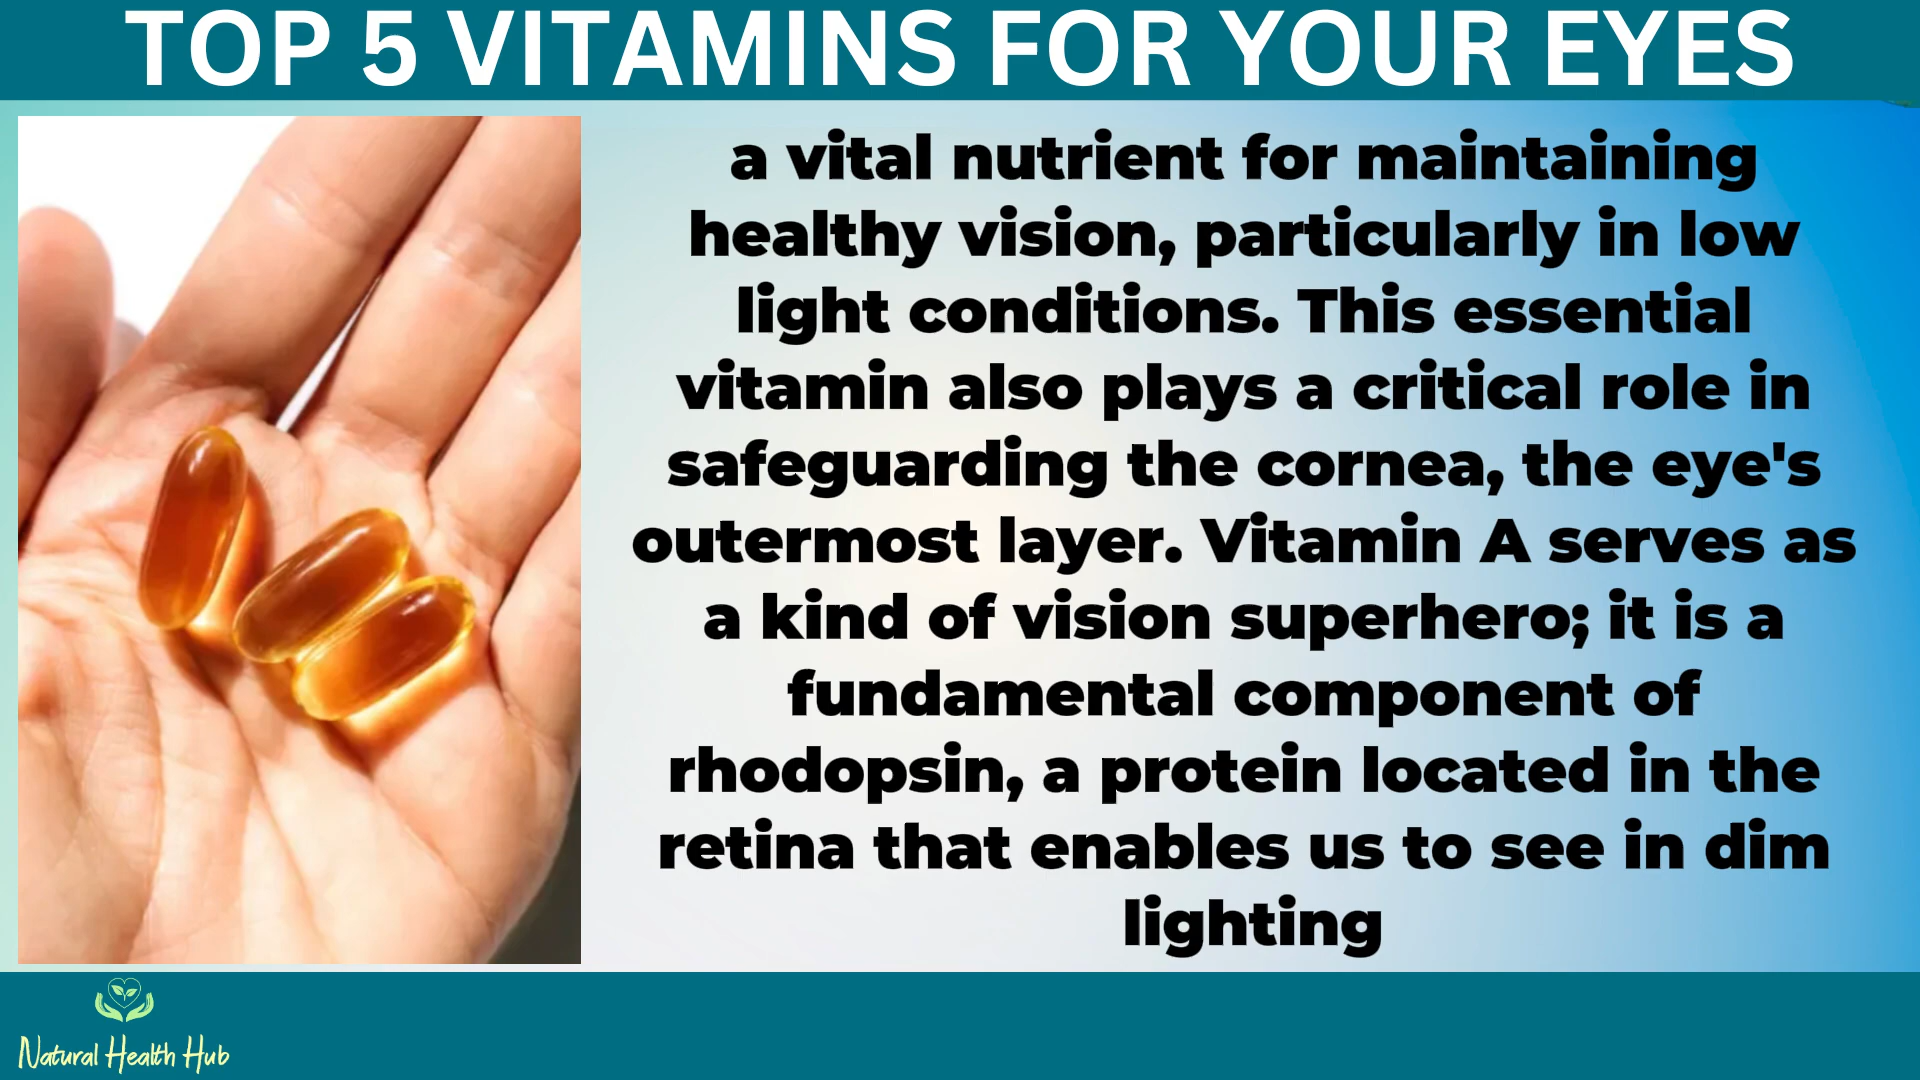 TOP 5 VITAMINS FOR YOUR EYES
a vital nutrient for maintaining
healthy vision, particularly in low
light conditions. This essential
vitamin also plays a critical role in
safeguarding the cornea, the eye's
outermost layer. Vitamin A serves as
a kind of vision superhero; it is a
fundamental component of
rhodopsin, a protein located in the
retina that enables us to see in dim
lighting
Natural Health Hub